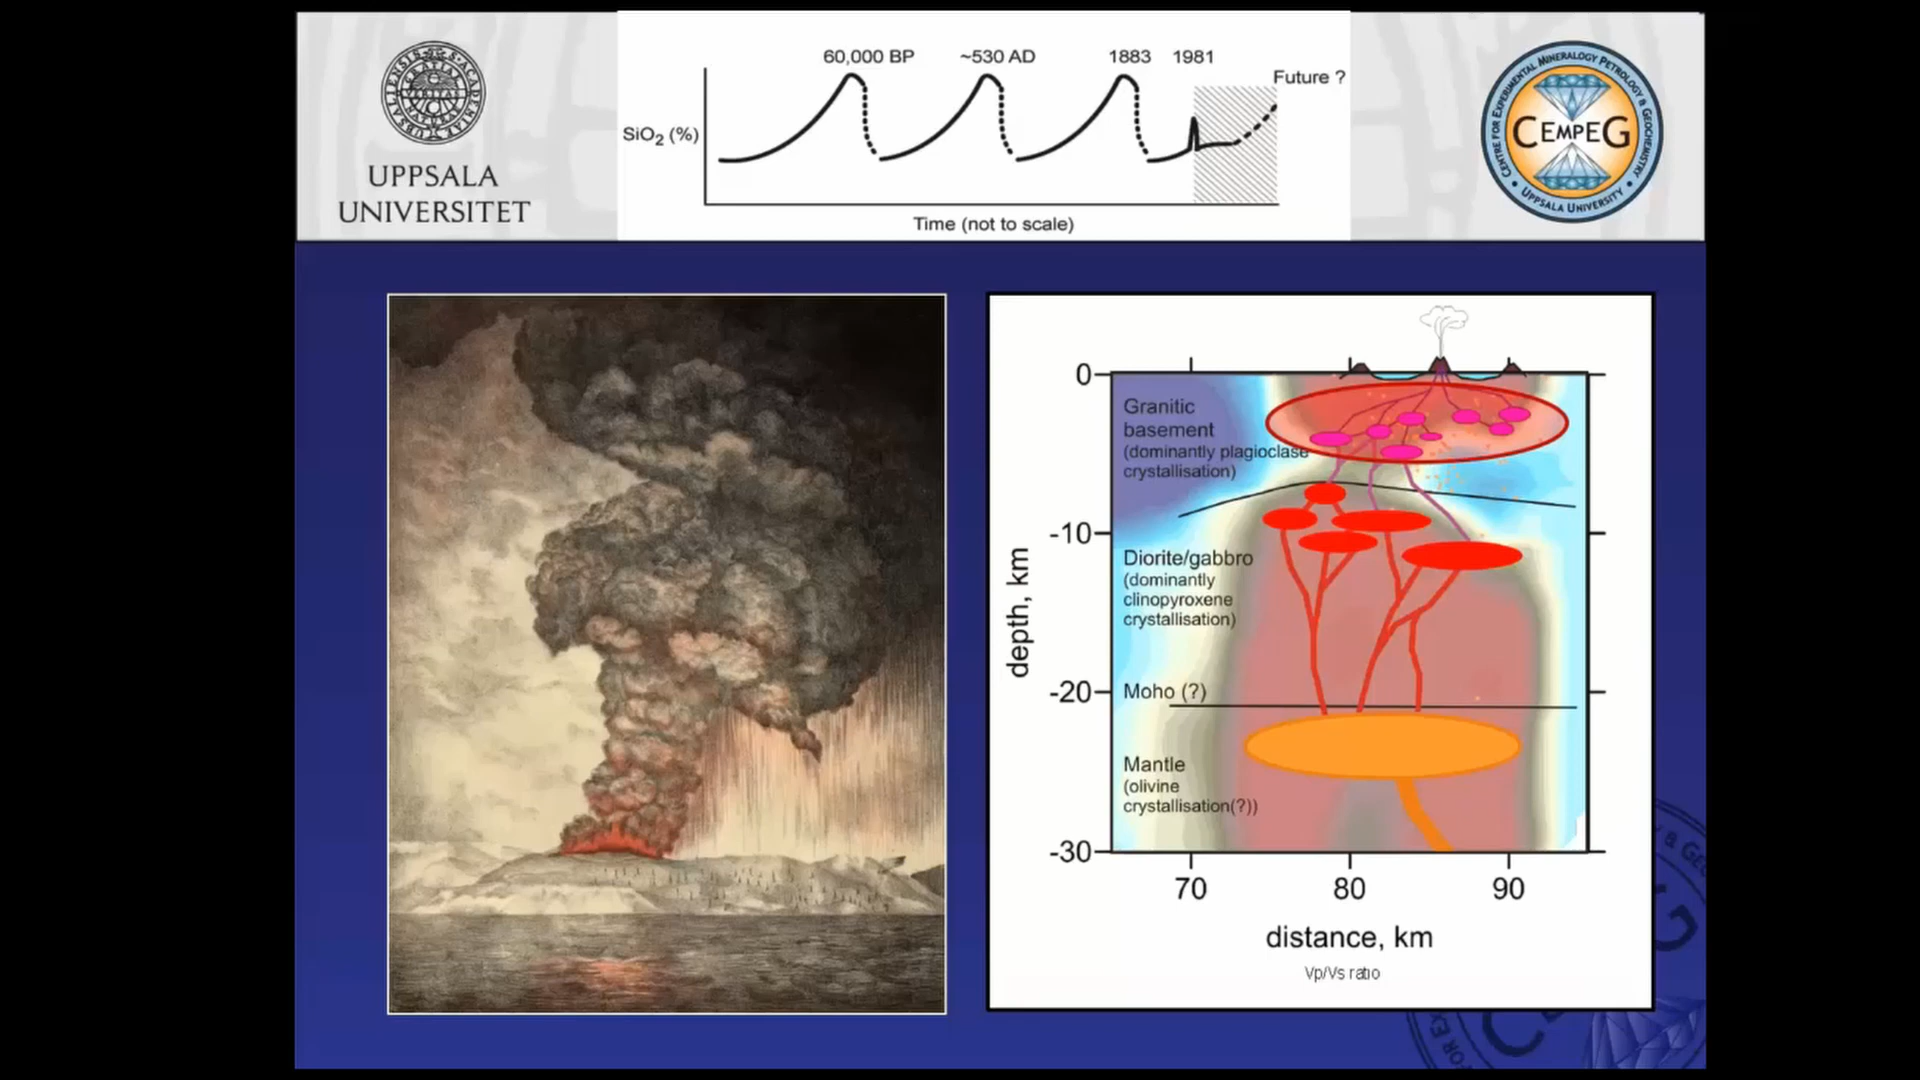 UPPSALA
UNIVERSITET
60,000 BP
~530 AD
1883
1981
Future ?
SiO2 (%)
Time (not to scale)
CENTRE FOR EXPERIMENTAL MINERALOGY PETROLOGY & GEOCHEMISTRY
CEMPEG
UPPSALA UNIVERSITY
0
-10
-20
-30
depth, km
Granitic
basement
(dominantly plagioclase
crystallisation)
Diorite/gabbro
(dominantly
clinopyroxene
crystallisation)
Moho (?)
Mantle
(olivine
crystallisation(?))
70
80
90
distance, km
Vp/Vs ratio